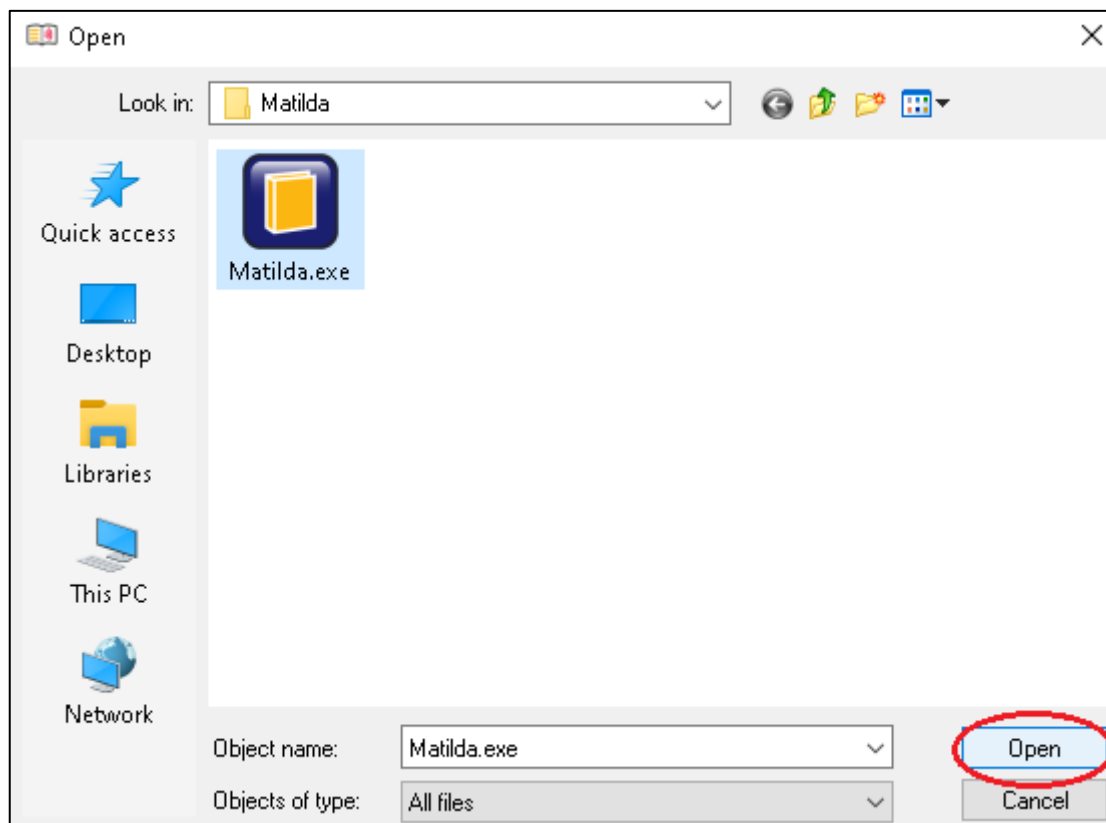 Open
Look in: Matilda
Quick access
Desktop
Libraries
This PC
Network
Matilda.exe
Object name: Matilda.exe Open
Objects of type: All files Cancel